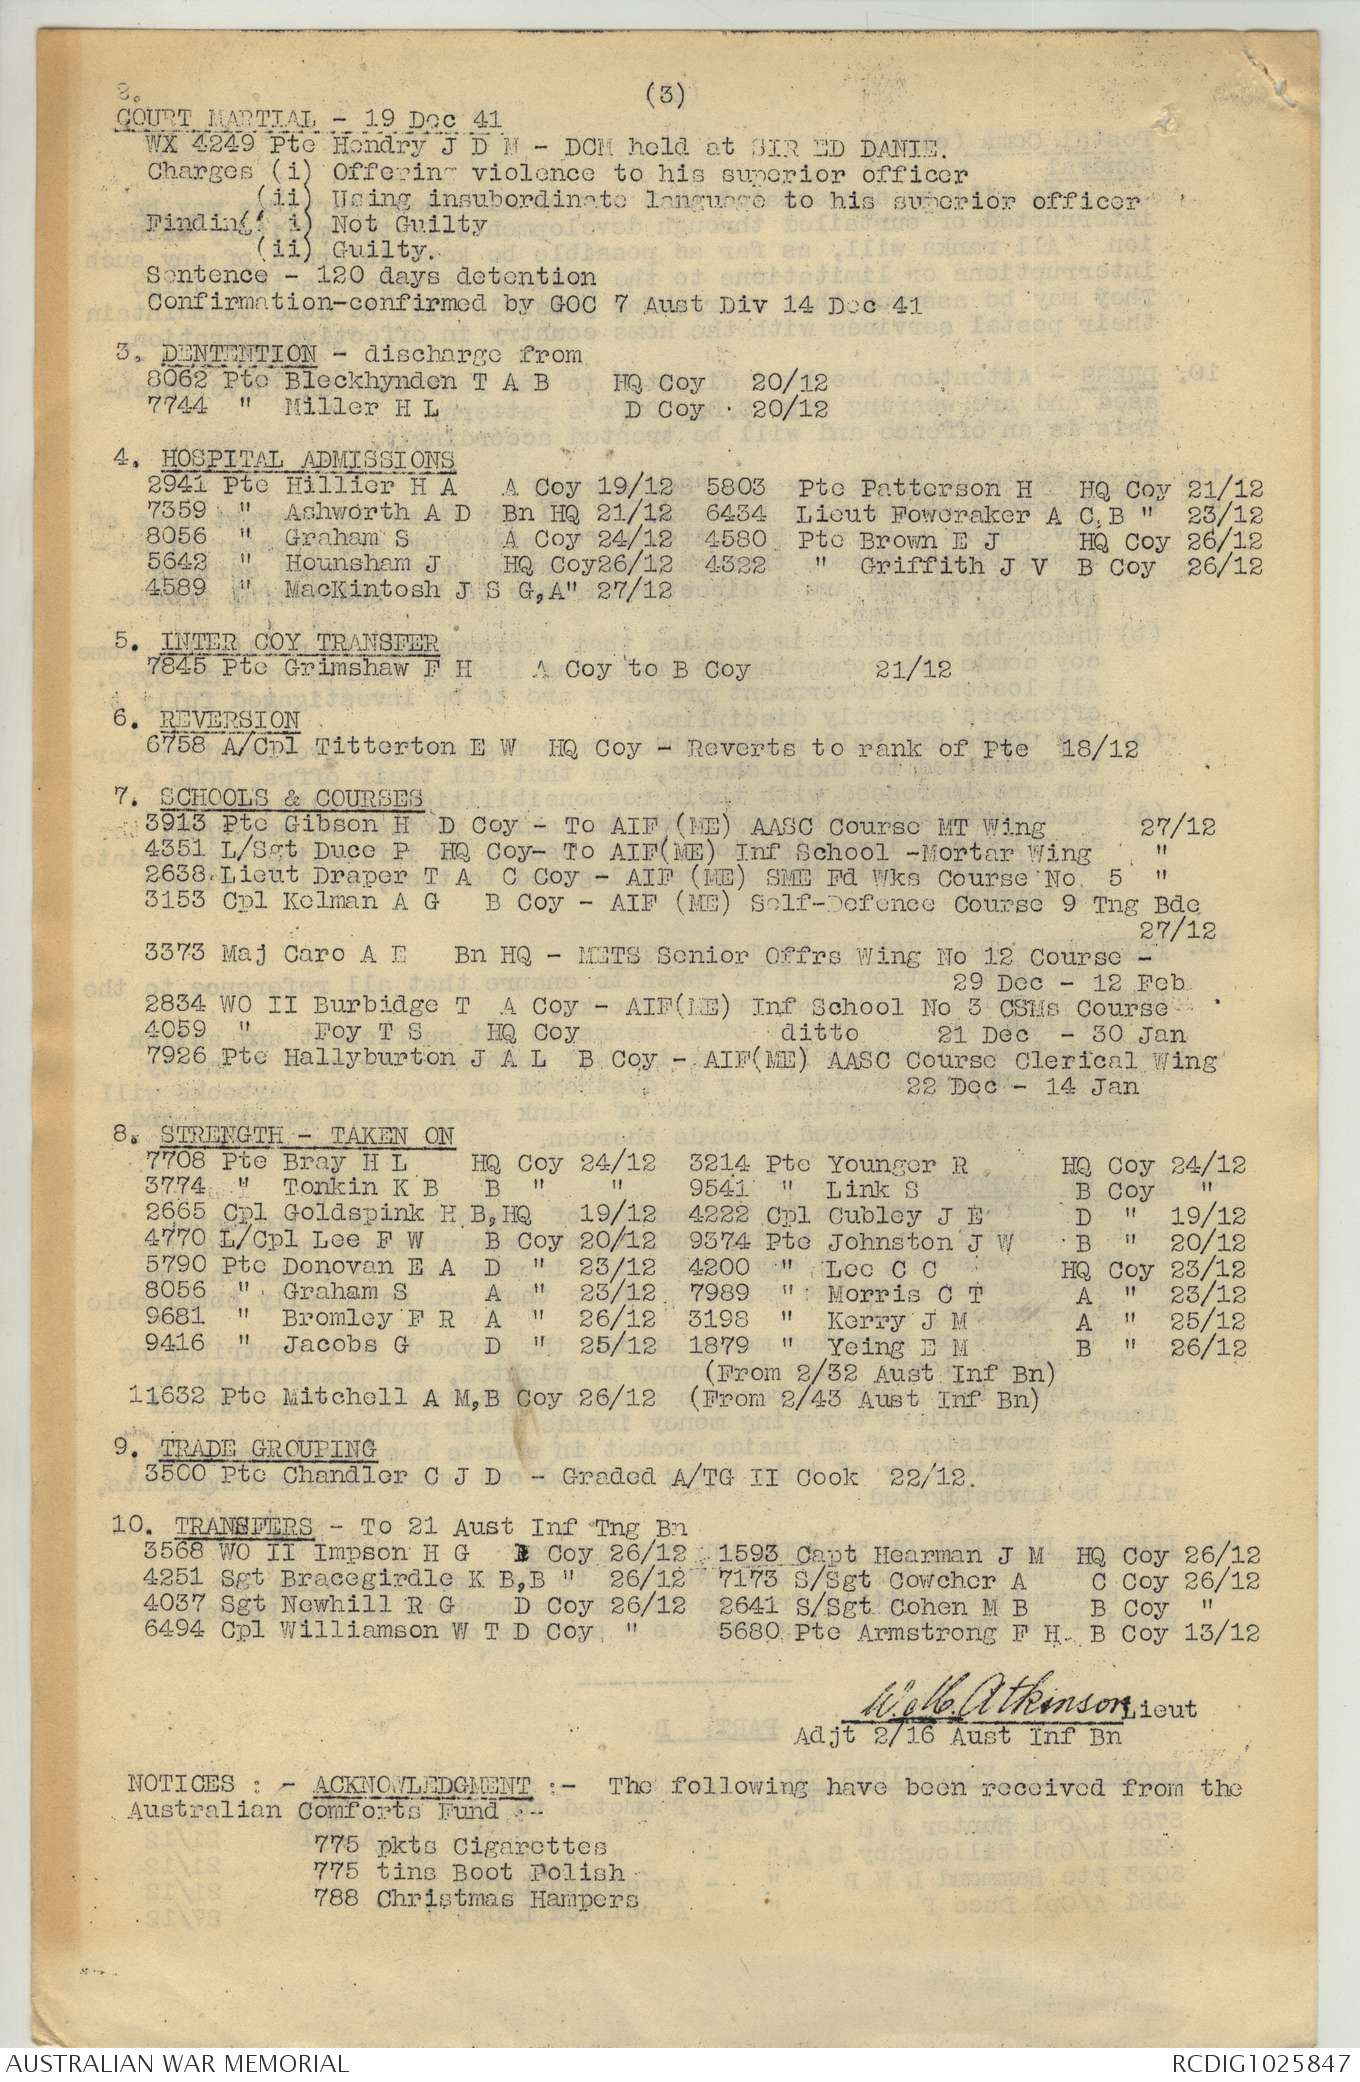 (3)
2.
COURT MARTIAL - 19 Dec 41
WX 4249 Pte Hendry J D M - DCM held at SIR ED DANIE.
Charges (i) Offering violence to his superior officer
(ii) Using insubordinate language to his superior officer
Finding( i) Not Guilty
(ii) Guilty.
Sentence - 120 days detention
Confirmation-confirmed by GOC 7 Aust Div 14 Dec 41
3. DENTENTION - discharge from
8062 Pte Bleckhynden T A B HQ Coy 20/12
7744 " Miller H L D Coy 20/12
4. HOSPITAL ADMISSIONS
2941 Pte Hillier H A A Coy 19/12 5803 Pte Patterson H HQ Coy 21/12
7359 " Ashworth A D Bn HQ 21/12 6434 Lieut Foweraker A C,B " 23/12
8056 " Graham S A Coy 24/12 4580 Pte Brown E J HQ Coy 26/12
5642 " Hounsham J HQ Coy26/12 4322 " Griffith J V B Coy 26/12
4589 " MacKintosh J S G,A" 27/12
5. INTER COY TRANSFER
7845 Pte Grimshaw F H A Coy to B Coy 21/12
6. REVERSION
6758 A/Cpl Titterton E W HQ Coy - Reverts to rank of Pte 18/12
7. SCHOOLS & COURSES
3913 Pte Gibson H D Coy - To AIF (ME) AASC Course MT Wing 27/12
4351 L/Sgt Duce P HQ Coy- To AIF(ME) Inf School -Mortar Wing "
2638 Lieut Draper T A C Coy - AIF (ME) SME Fd Wks Course No 5 "
3153 Cpl Kelman A G B Coy - AIF (ME) Self-Defence Course 9 Tng Bde
27/12
3373 Maj Caro A E Bn HQ - METS Senior Offrs Wing No 12 Course -
29 Dec - 12 Feb
2834 WO II Burbidge T A Coy - AIF(ME) Inf School No 3 CSMs Course
4059 " Foy T S HQ Coy ditto 21 Dec - 30 Jan
7926 Pte Hallyburton J A L B Coy - AIF(ME) AASC Course Clerical Wing
22 Dec - 14 Jan
8. STRENGTH - TAKEN ON
7708 Pte Bray H L HQ Coy 24/12 3214 Pte Younger R HQ Coy 24/12
3774 " Tonkin K B B " " 9541 " Link S B Coy "
2665 Cpl Goldspink H B,HQ 19/12 4222 Cpl Cubley J E D " 19/12
4770 L/Cpl Lee F W B Coy 20/12 9374 Pte Johnston J W B " 20/12
5790 Pte Donovan E A D " 23/12 4200 " Lee C C HQ Coy 23/12
8056 " Graham S A " 23/12 7989 " Morris C T A " 23/12
9681 " Bromley F R A " 26/12 3198 " Kerry J M A " 25/12
9416 " Jacobs G D " 25/12 1879 " Yeing E M B " 26/12
(From 2/32 Aust Inf Bn)
11632 Pte Mitchell A M,B Coy 26/12 (From 2/43 Aust Inf Bn)
9. TRADE GROUPING
3500 Pte Chandler C J D - Graded A/TG II Cook 22/12.
10. TRANSFERS - To 21 Aust Inf Tng Bn
3568 WO II Impson H G Coy 26/12 1593 Capt Hearman J M HQ Coy 26/12
4251 Sgt Bracegirdle K B,B " 26/12 7173 S/Sgt Cowcher A C Coy 26/12
4037 Sgt Newhill R G D Coy 26/12 2641 S/Sgt Cohen M B B Coy "
6494 Cpl Williamson W T D Coy " 5680 Pte Armstrong F H B Coy 13/12
W. M. Atkinson Lieut
Adjt 2/16 Aust Inf Bn
NOTICES : - ACKNOWLEDGMENT :- The following have been received from the
Australian Comforts Fund :-
775 pkts Cigarettes
775 tins Boot Polish
788 Christmas Hampers
AUSTRALIAN WAR MEMORIAL
RCDIG1025847